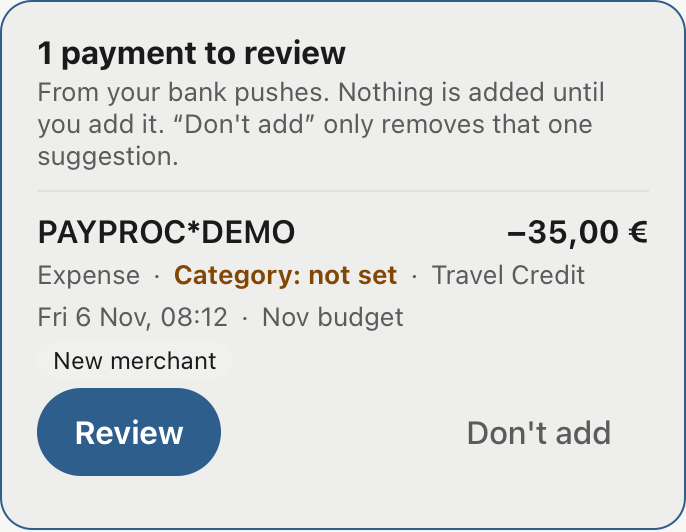 1 payment to review
From your bank pushes. Nothing is added until
you add it. “Don't add” only removes that one
suggestion.
PAYPROC*DEMO −35,00 €
Expense · Category: not set · Travel Credit
Fri 6 Nov, 08:12 · Nov budget
New merchant
Review Don't add